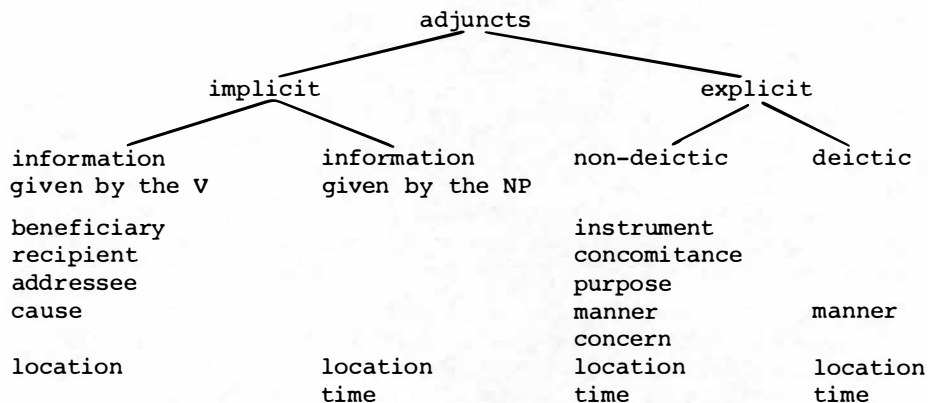 adjuncts
implicit explicit
information information non-deictic deictic
given by the V given by the NP
beneficiary instrument
recipient concomitance
addressee purpose
cause manner manner
concern
location location location location
time time time